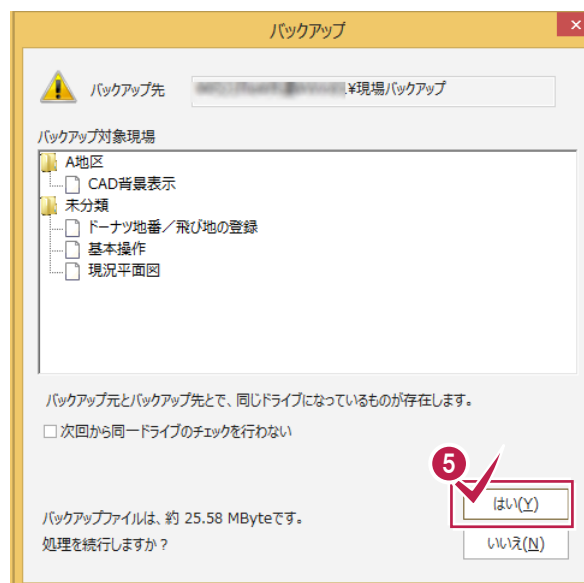 バックアップ
バックアップ先
¥現場バックアップ
バックアップ対象現場
A地区
CAD背景表示
未分類
ドーナツ地番／飛び地の登録
基本操作
現況平面図
バックアップ元とバックアップ先とで、同じドライブになっているものが存在します。
次回から同一ドライブのチェックを行わない
5
はい(Y)
バックアップファイルは、約 25.58 MByteです。
処理を続行しますか？
いいえ(N)